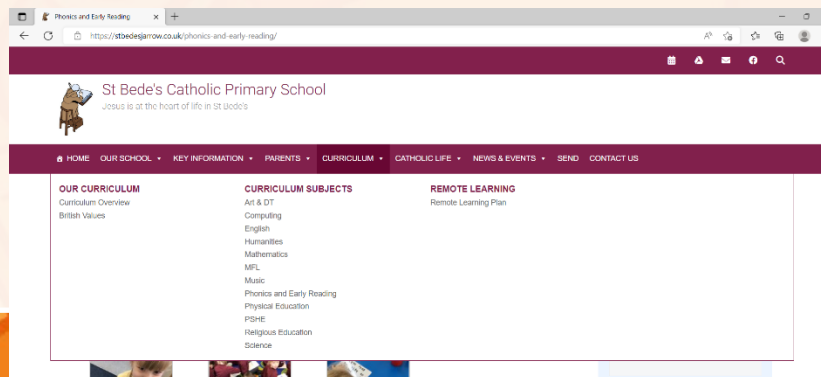 Phonics and Early Reading
https://stbedesjarrow.co.uk/phonics-and-early-reading/
St Bede's Catholic Primary School
Jesus is at the heart of life in St Bede's
HOME OUR SCHOOL KEY INFORMATION PARENTS CURRICULUM CATHOLIC LIFE NEWS & EVENTS SEND CONTACT US
OUR CURRICULUM
Curriculum Overview
British Values
CURRICULUM SUBJECTS
Art & DT
Computing
English
Humanities
Mathematics
MFL
Music
Phonics and Early Reading
Physical Education
PSHE
Religious Education
Science
REMOTE LEARNING
Remote Learning Plan